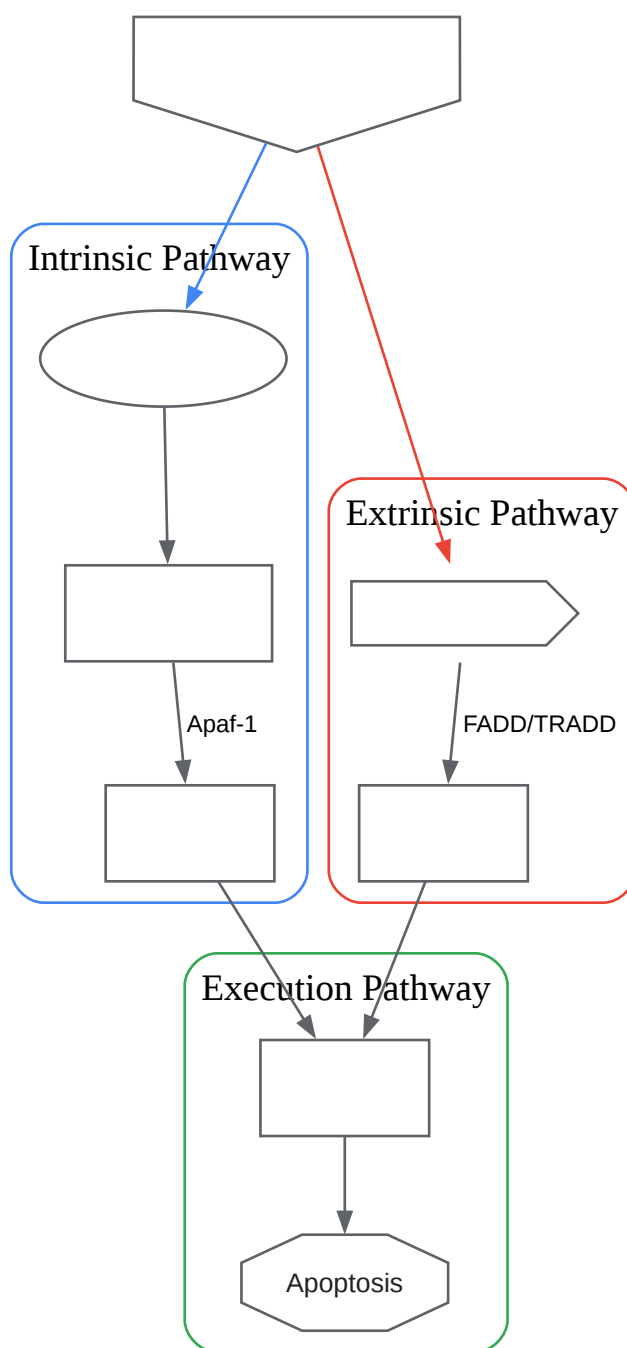 Intrinsic Pathway
Extrinsic Pathway
Apaf-1
FADD/TRADD
Execution Pathway
Apoptosis